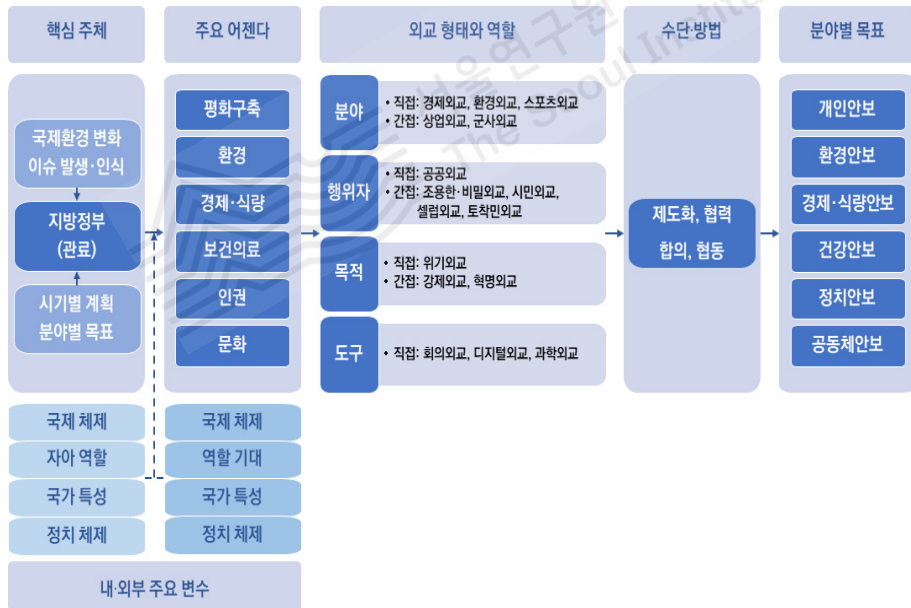 핵심 주체
주요 어젠다
외교 형태와 역할
수단·방법
분야별 목표
국제환경 변화
이슈 발생·인식
지방정부
(관료)
시기별 계획
분야별 목표
평화구축
환경
경제·식량
보건의료
인권
문화
분야
• 직접: 경제외교, 환경외교, 스포츠외교
• 간접: 상업외교, 군사외교
행위자
• 직접: 공공외교
• 간접: 조용한·비밀외교, 시민외교,
셀럽외교, 토착민외교
목적
• 직접: 위기외교
• 간접: 강제외교, 혁명외교
도구
• 직접: 회의외교, 디지털외교, 과학외교
제도화, 협력
합의, 협동
개인안보
환경안보
경제·식량안보
건강안보
정치안보
공동체안보
국제 체제
자아 역할
국가 특성
정치 체제
국제 체제
역할 기대
국가 특성
정치 체제
내·외부 주요 변수
서울연구원
The Seoul Institute